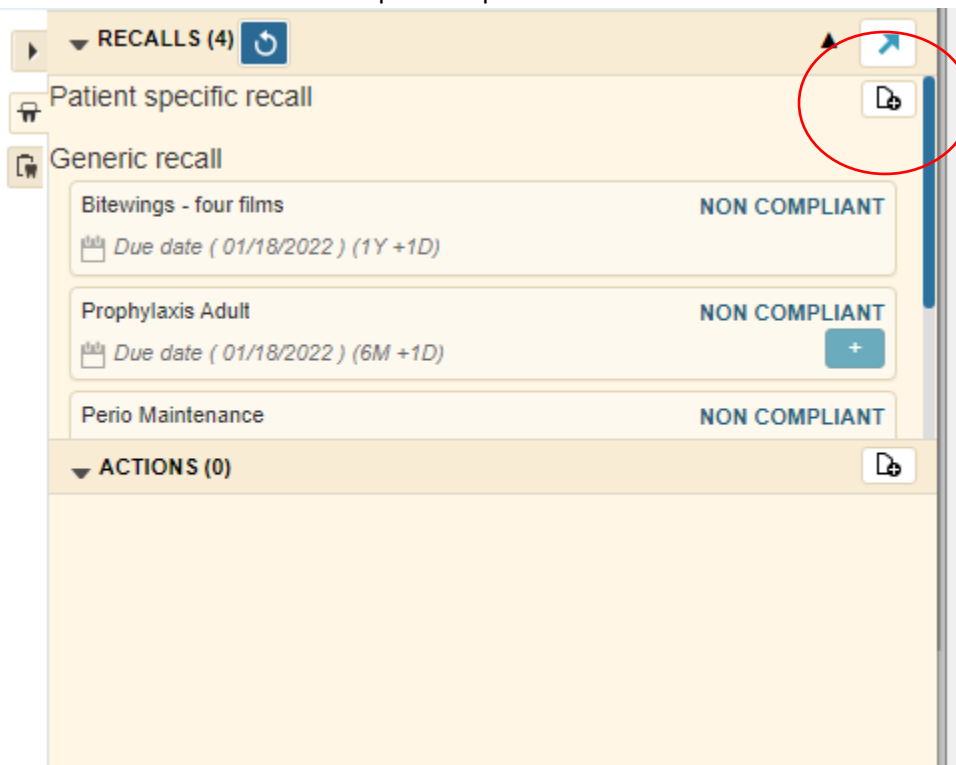 RECALLS (4)
Patient specific recall
Generic recall
Bitewings - four films NON COMPLIANT
Due date ( 01/18/2022 ) (1Y +1D)
Prophylaxis Adult NON COMPLIANT
Due date ( 01/18/2022 ) (6M +1D) +
Perio Maintenance NON COMPLIANT
ACTIONS (0)